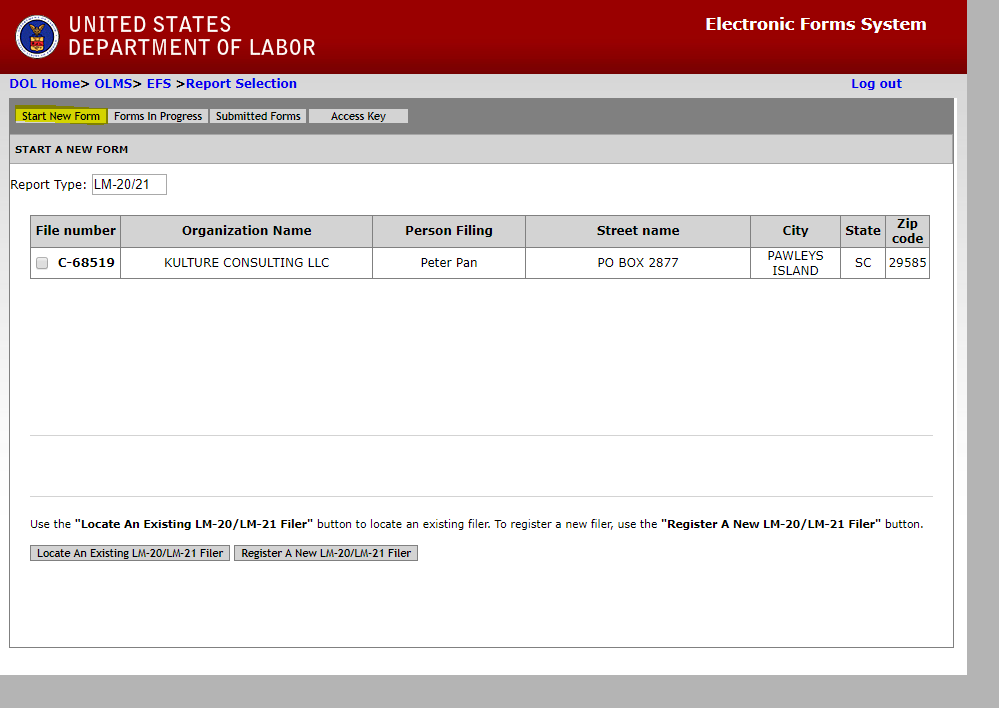 UNITED STATES
DEPARTMENT OF LABOR
Electronic Forms System
DOL Home> OLMS> EFS >Report Selection
Log out
Start New Form Forms In Progress Submitted Forms Access Key
START A NEW FORM
Report Type: LM-20/21
File number Organization Name Person Filing Street name City State Zip code
C-68519 KULTURE CONSULTING LLC Peter Pan PO BOX 2877 PAWLEYS ISLAND SC 29585
Use the "Locate An Existing LM-20/LM-21 Filer" button to locate an existing filer. To register a new filer, use the "Register A New LM-20/LM-21 Filer" button.
Locate An Existing LM-20/LM-21 Filer Register A New LM-20/LM-21 Filer